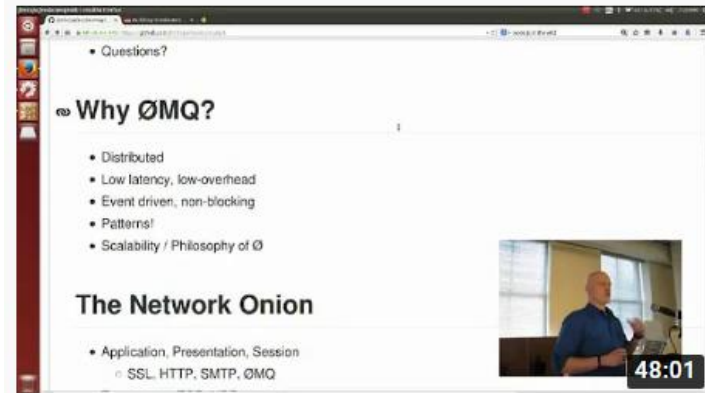 Questions?
Why ØMQ?
Distributed
Low latency, low-overhead
Event driven, non-blocking
Patterns!
Scalability / Philosophy of Ø
The Network Onion
Application, Presentation, Session
SSL, HTTP, SMTP, ØMQ
48:01